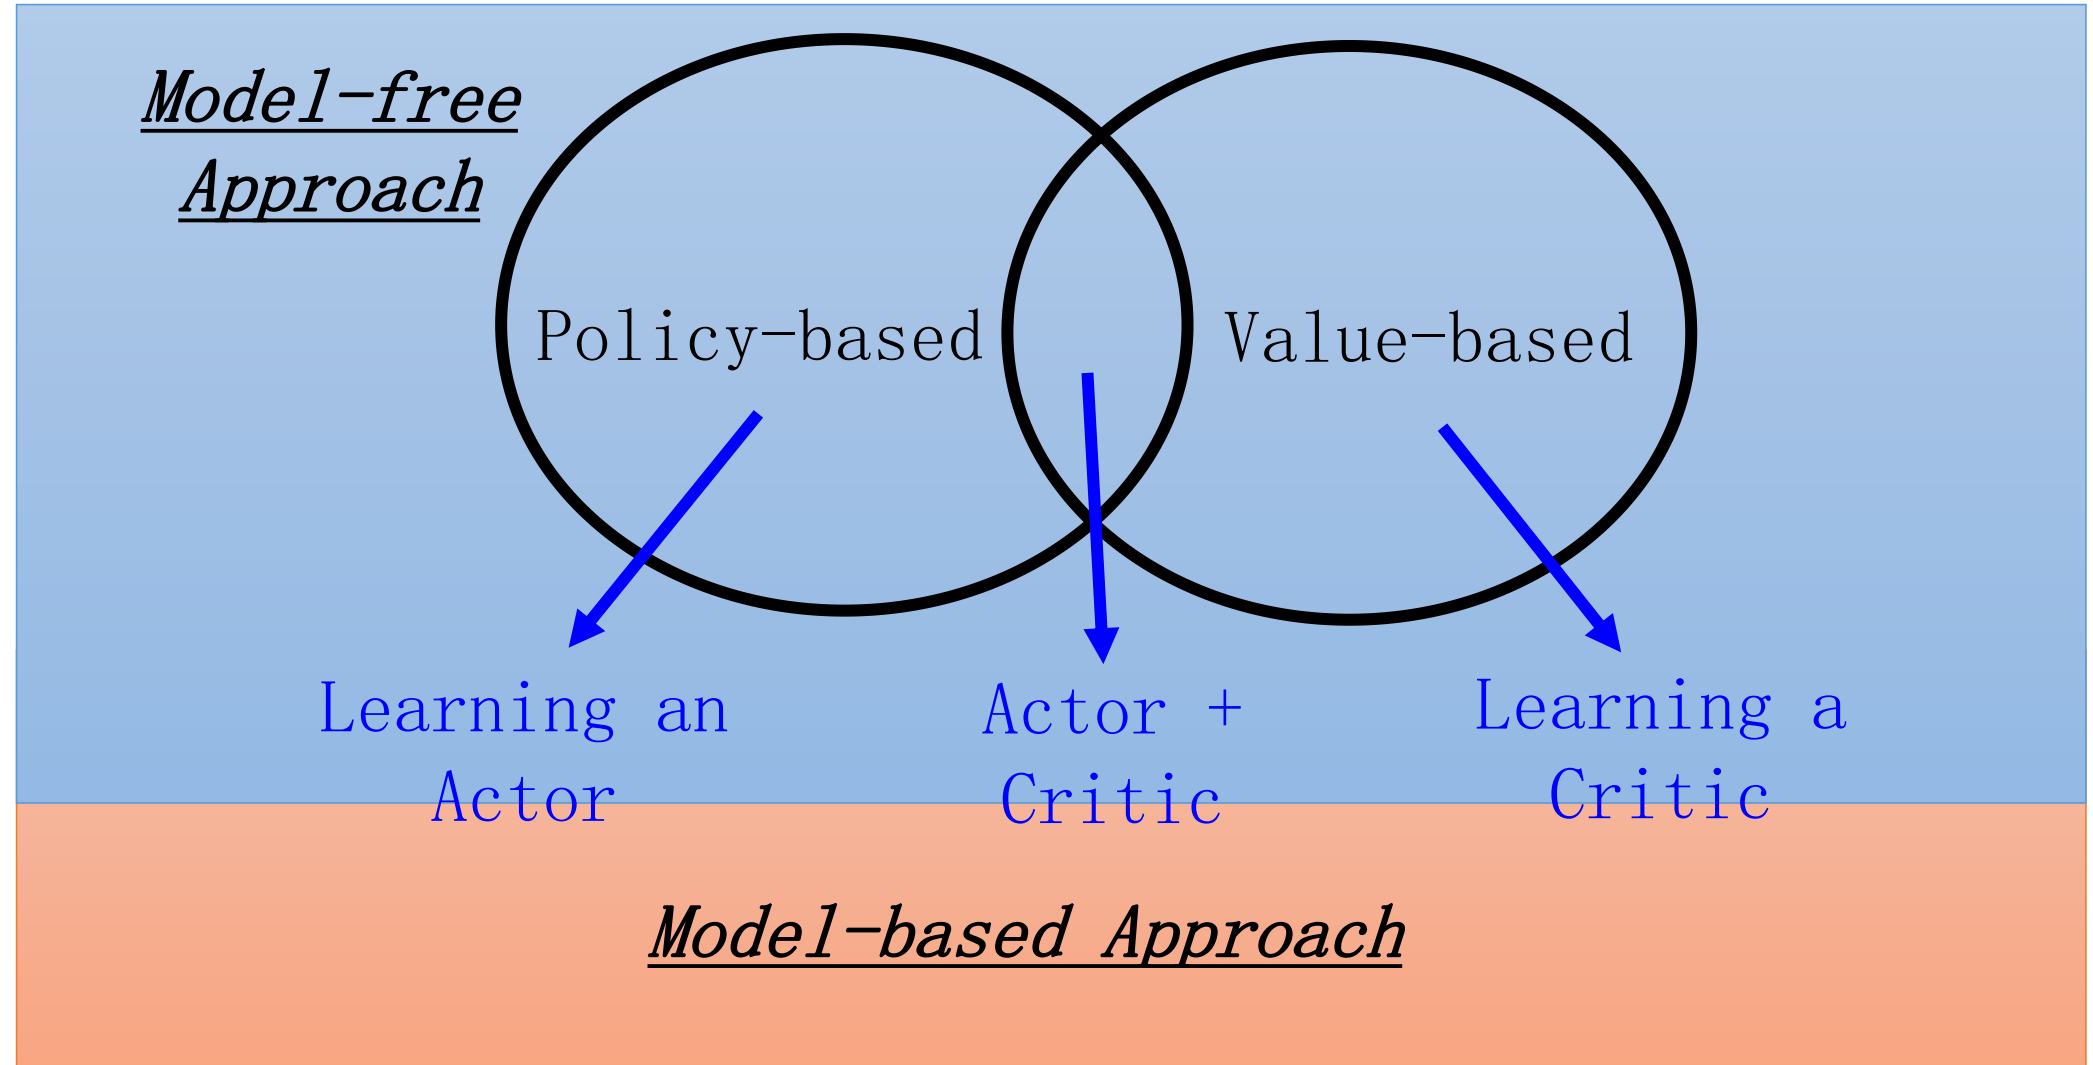 Model-free
Approach
Policy-based
Value-based
Learning an
Actor
Actor +
Critic
Learning a
Critic
Model-based Approach